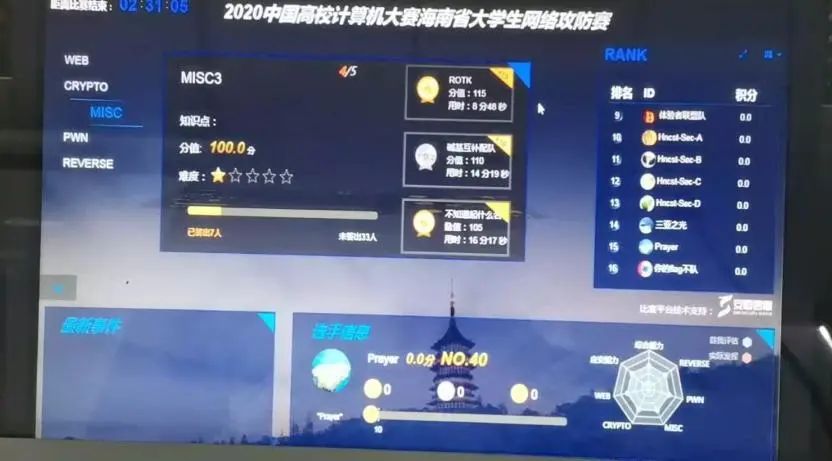 距离比赛结束： 02:31:05
2020中国高校计算机大赛海南省大学生网络攻防赛
WEB
CRYPTO
MISC
PWN
REVERSE
MISC3
4/5
知识点：
分值： 100.0 分
难度：
已答出7人
未答出33人
ROTK
分值：115
用时：8 分48 秒
碱基互补配队
分值：110
用时：14 分19 秒
不知道起什么名
分值：105
用时：16 分17 秒
RANK
排名 ID 积分
9 体验者联盟队 0.0
10 Hncst-Sec-A 0.0
11 Hncst-Sec-B 0.0
12 Hncst-Sec-C 0.0
13 Hncst-Sec-D 0.0
14 三亚之光 0.0
15 Prayer 0.0
16 你的flag不队 0.0
比赛平台技术支持：
最新事件
选手信息
Prayer 0.0分 NO.40
0
0
0
"Prayer"
10
综合能力
REVERSE
PWN
MISC
CRYPTO
WEB
应变能力
自我评估
实际发挥